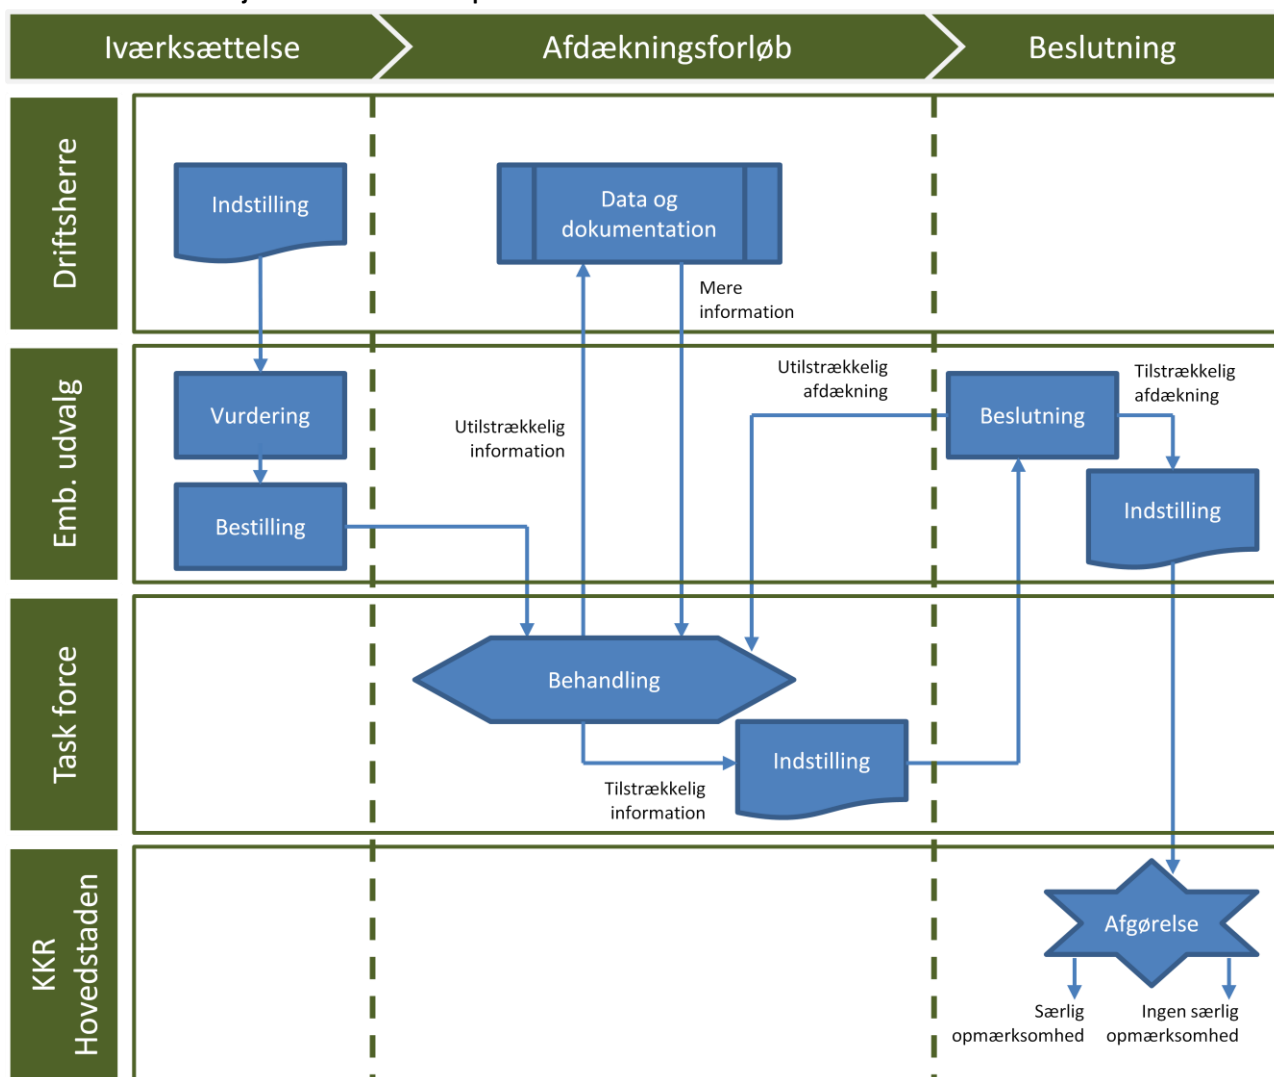 Iværksættelse
Afdækningsforløb
Beslutning
Driftsherre
Indstilling
Data og
dokumentation
Mere
information
Emb. udvalg
Vurdering
Bestilling
Utilstrækkelig
information
Utilstrækkelig
afdækning
Beslutning
Tilstrækkelig
afdækning
Indstilling
Task force
Behandling
Tilstrækkelig
information
Indstilling
KKR
Hovedstaden
Afgørelse
Særlig
opmærksomhed
Ingen særlig
opmærksomhed